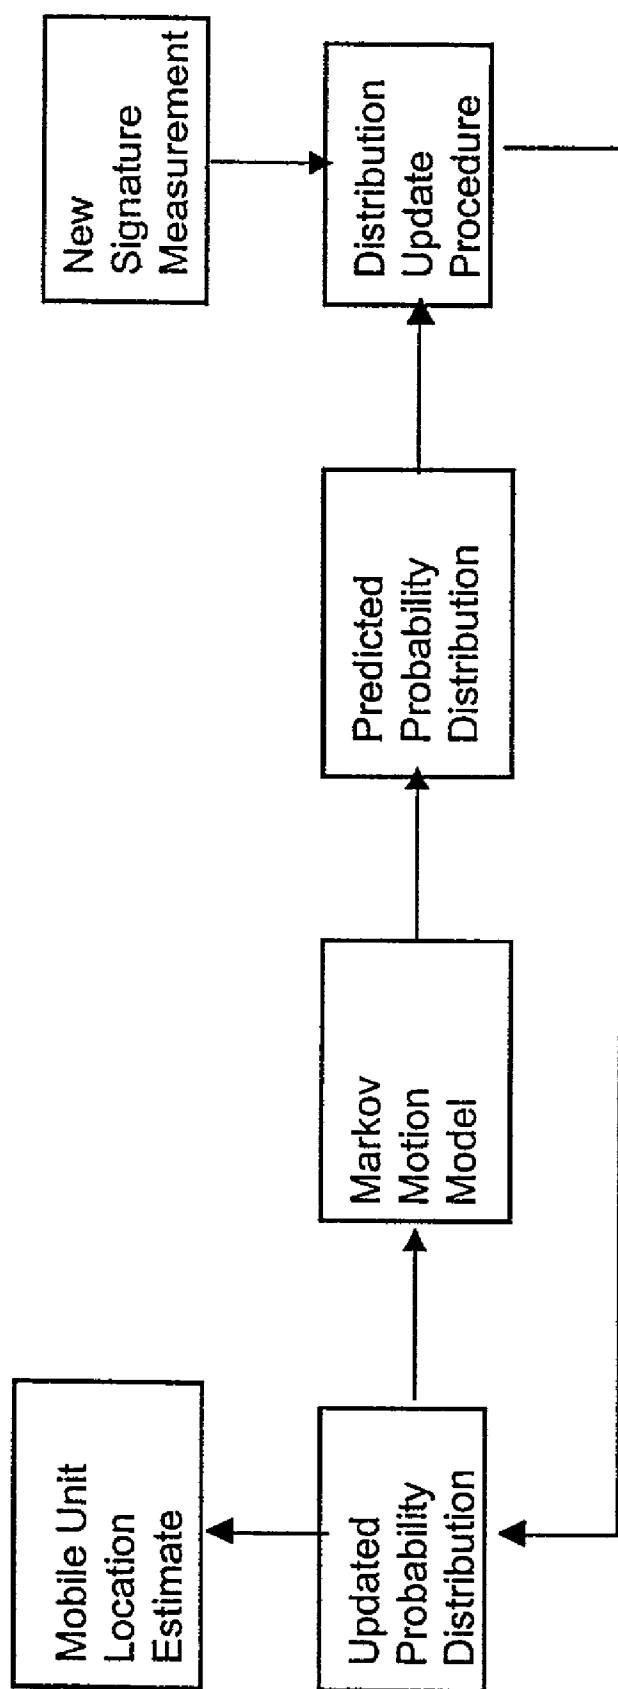 Mobile Unit
Location
Estimate
New
Signature
Measurement
Updated
Probability
Distribution
Markov
Motion
Model
Predicted
Probability
Distribution
Distribution
Update
Procedure